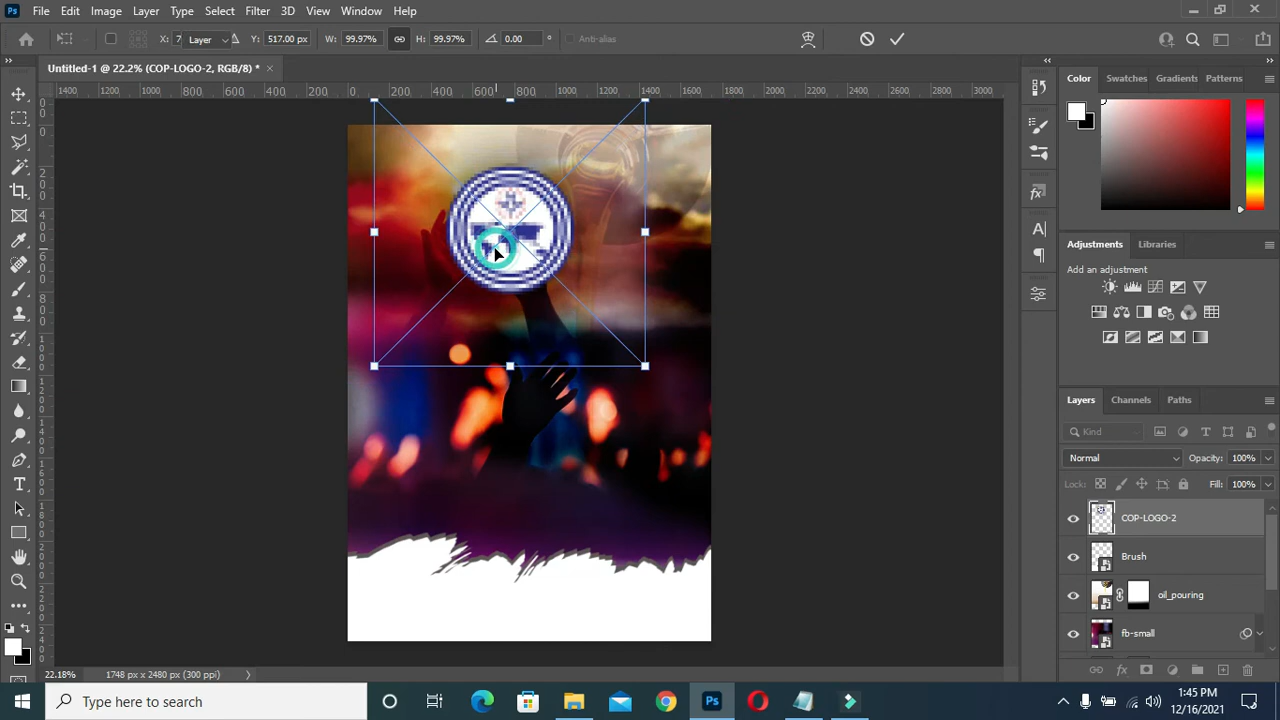 Ps File Edit Image Layer Type Select Filter 3D View Window Help
X: 7 Layer Y: 517.00 px W: 99.97% H: 99.97% 0.00 ° Anti-alias
Untitled-1 @ 22.2% (COP-LOGO-2, RGB/8) * ×
1400 1200 1000 800 600 400 200 0 200 400 600 800 1000 1200 1400 1600 1800 2000 2200 2400 2600 2800 3000
Color Swatches Gradients Patterns
Adjustments Libraries
Add an adjustment
Layers Channels Paths
Kind
Normal Opacity: 100%
Lock: Fill: 100%
COP-LOGO-2
Brush
oil_pouring
fb-small
22.18% 1748 px x 2480 px (300 ppi)
Type here to search
Ps
1:45 PM
12/16/2021